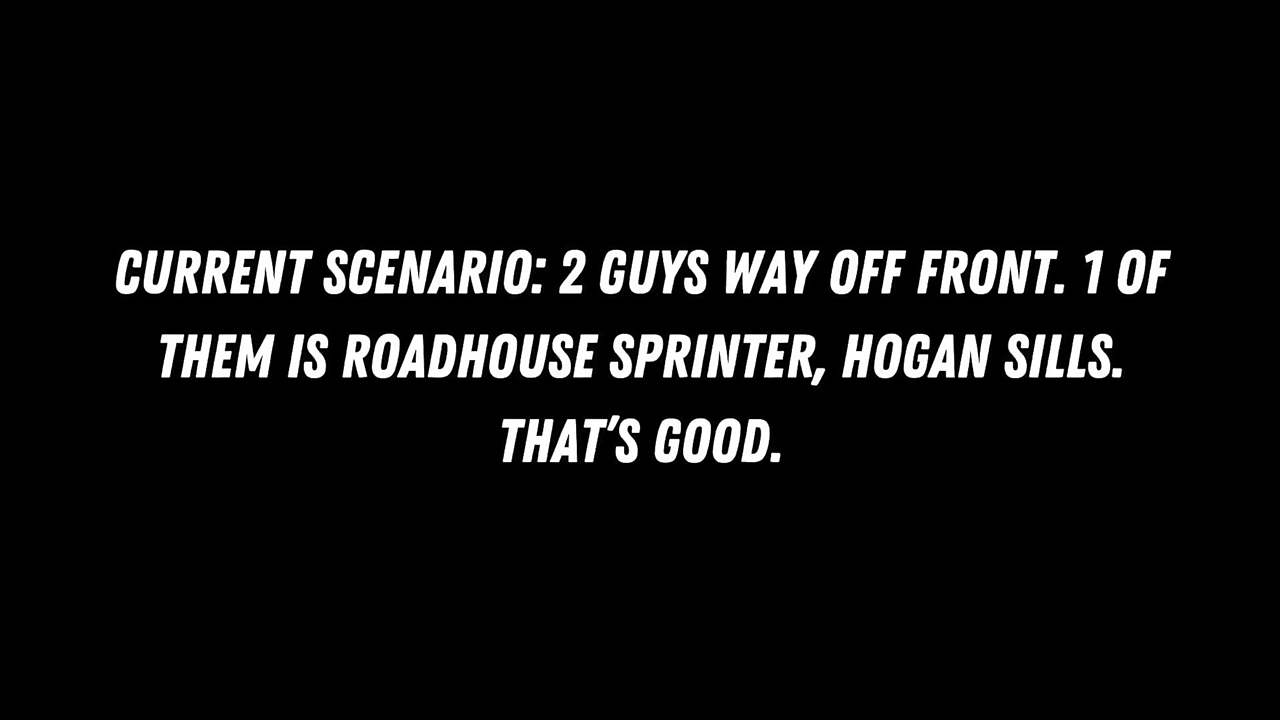 CURRENT SCENARIO: 2 GUYS WAY OFF FRONT. 1 OF
THEM IS ROADHOUSE SPRINTER, HOGAN SILLS.
THAT'S GOOD.